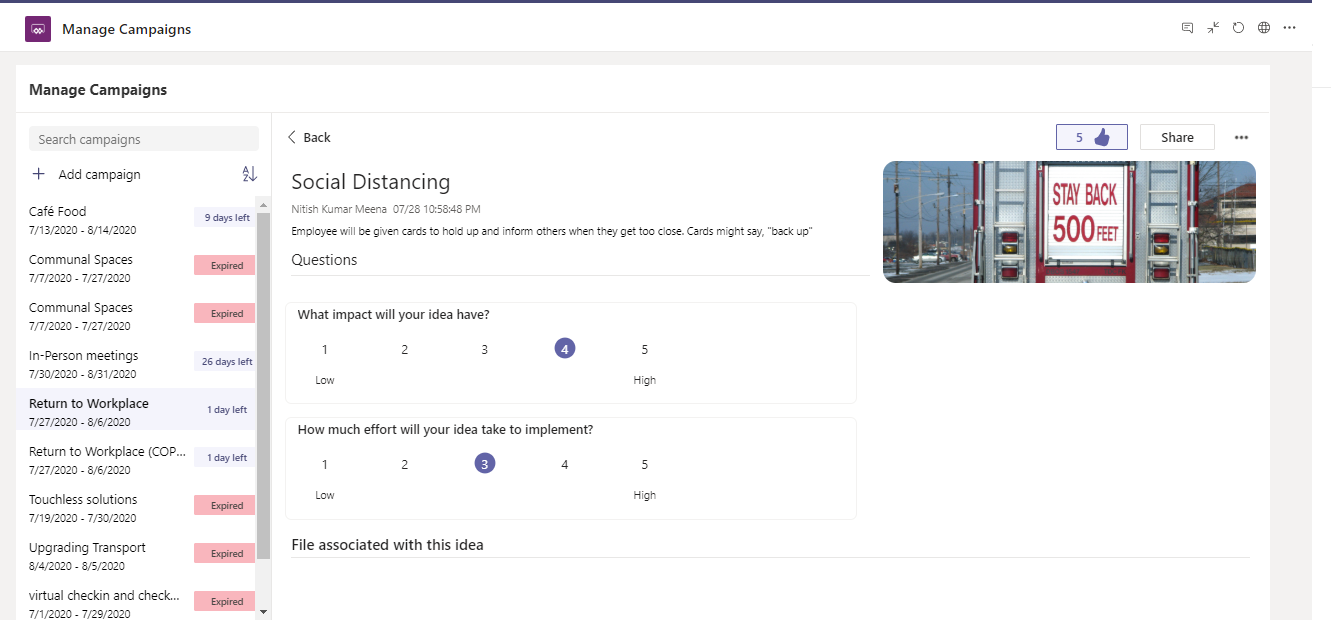 Manage Campaigns
Manage Campaigns
Search campaigns
Add campaign
Café Food
9 days left
7/13/2020 - 8/14/2020
Communal Spaces
Expired
7/7/2020 - 7/27/2020
Communal Spaces
Expired
7/7/2020 - 7/27/2020
In-Person meetings
26 days left
7/30/2020 - 8/31/2020
Return to Workplace
1 day left
7/27/2020 - 8/6/2020
Return to Workplace (COP...
1 day left
7/27/2020 - 8/6/2020
Touchless solutions
Expired
7/19/2020 - 7/30/2020
Upgrading Transport
Expired
8/4/2020 - 8/5/2020
virtual checkin and check...
Expired
7/1/2020 - 7/29/2020
Back
5
Share
Social Distancing
Nitish Kumar Meena 07/28 10:58:48 PM
Employee will be given cards to hold up and inform others when they get too close. Cards might say, "back up"
STAY BACK
500 FEET
Questions
What impact will your idea have?
1 2 3 4 5
Low High
How much effort will your idea take to implement?
1 2 3 4 5
Low High
File associated with this idea